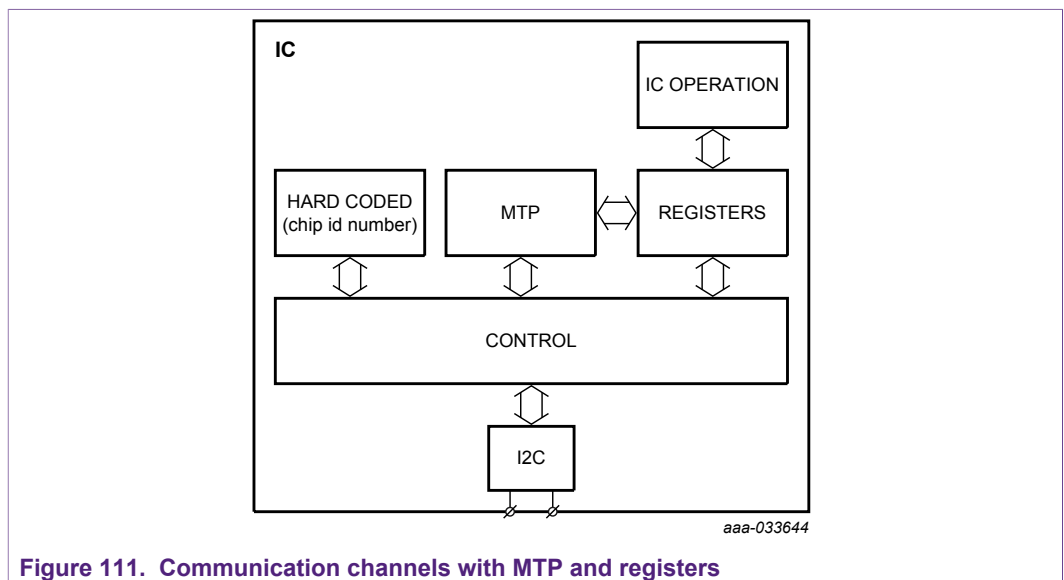 IC
IC OPERATION
HARD CODED
(chip id number)
MTP
REGISTERS
CONTROL
I2C
aaa-033644
Figure 111. Communication channels with MTP and registers